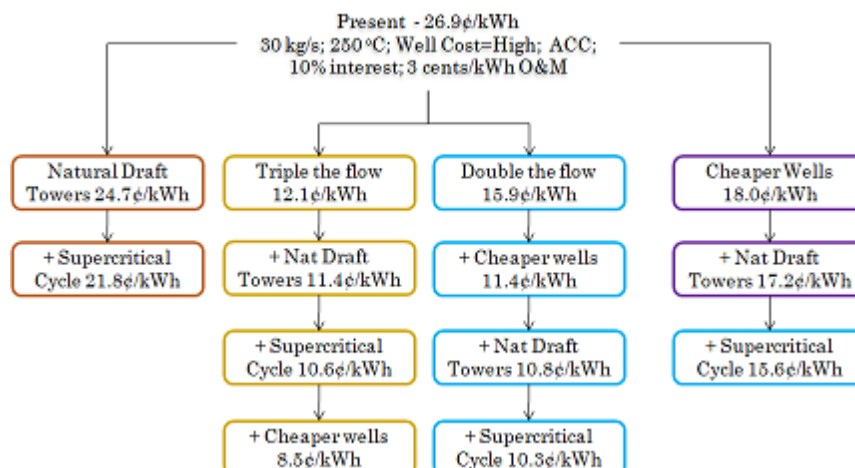 Present - 26.9¢/kWh
30 kg/s; 250 °C; Well Cost=High; ACC;
10% interest; 3 cents/kWh O&M
Natural Draft
Towers 24.7¢/kWh
+ Supercritical
Cycle 21.8¢/kWh
Triple the flow
12.1¢/kWh
+ Nat Draft
Towers 11.4¢/kWh
+ Supercritical
Cycle 10.6¢/kWh
+ Cheaper wells
8.5¢/kWh
Double the flow
15.9¢/kWh
+ Cheaper wells
11.4¢/kWh
+ Nat Draft
Towers 10.8¢/kWh
+ Supercritical
Cycle 10.3¢/kWh
Cheaper Wells
18.0¢/kWh
+ Nat Draft
Towers 17.2¢/kWh
+ Supercritical
Cycle 15.6¢/kWh